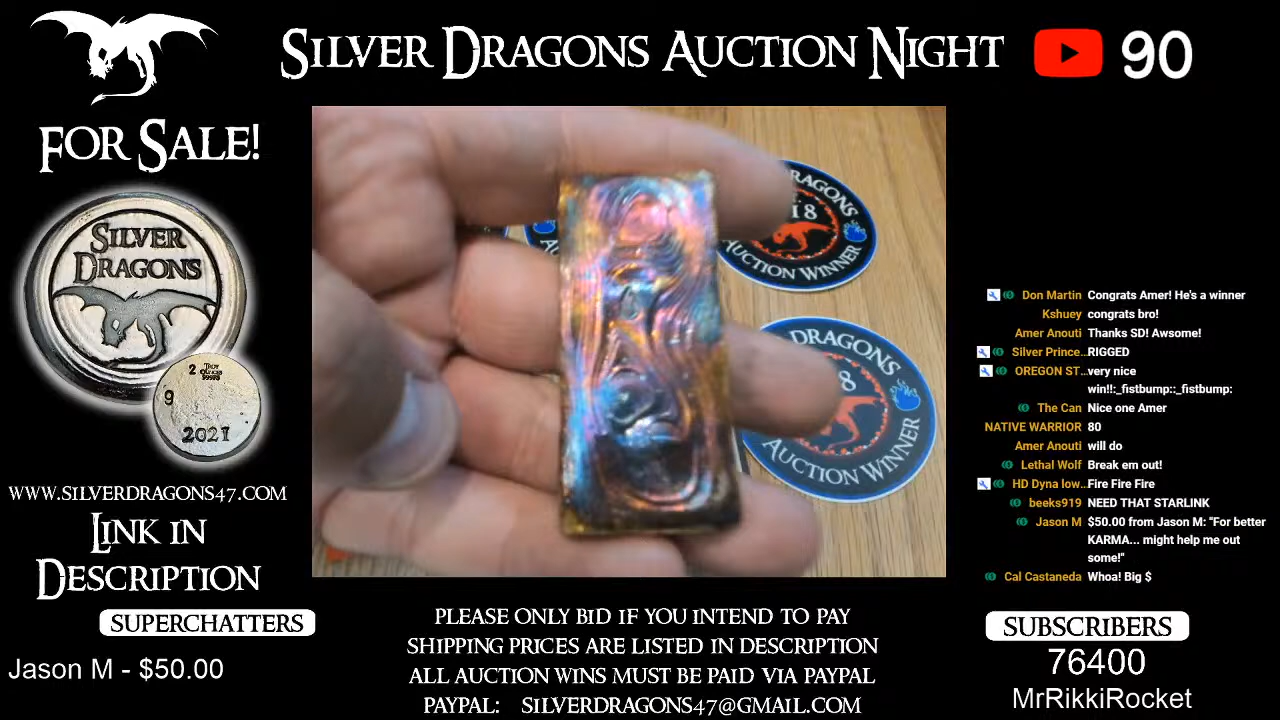 SILVER DRAGONS AUCTION NIGHT
90
FOR SALE!
SILVER
DRAGONS
2 TROY
OUNCES
9
2021
WWW.SILVERDRAGONS47.COM
LINK IN
DESCRIPTION
SUPERCHATTERS
Jason M - $50.00
DRAGONS
18
AUCTION WINNER
DRAGONS
8
AUCTION WINNER
Don Martin Congrats Amer! He's a winner
Kshuey congrats bro!
Amer Anouti Thanks SD! Awsome!
Silver Prince... RIGGED
OREGON ST... very nice
win!!:_fistbump::_fistbump:
The Can Nice one Amer
NATIVE WARRIOR 80
Amer Anouti will do
Lethal Wolf Break em out!
HD Dyna low... Fire Fire Fire
beeks919 NEED THAT STARLINK
Jason M $50.00 from Jason M: "For better
KARMA... might help me out
some!"
Cal Castaneda Whoa! Big $
PLEASE ONLY BID IF YOU INTEND TO PAY
SHIPPING PRICES ARE LISTED IN DESCRIPTION
ALL AUCTION WINS MUST BE PAID VIA PAYPAL
PAYPAL: SILVERDRAGONS47@GMAIL.COM
SUBSCRIBERS
76400
MrRikkiRocket